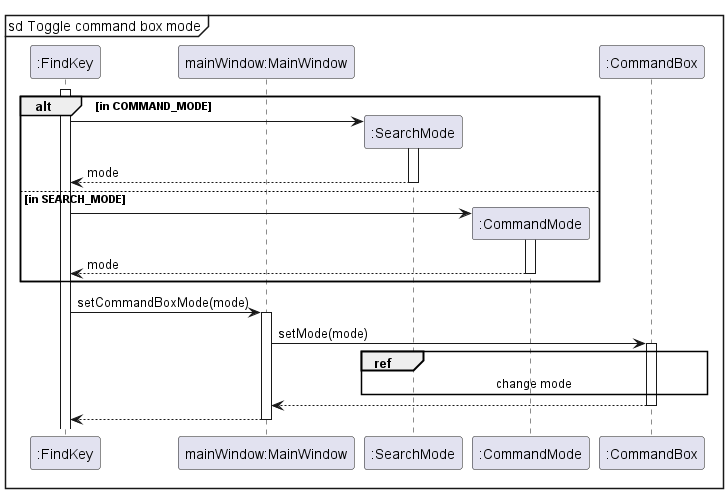 sd Toggle command box mode
:FindKey
mainWindow:MainWindow
:CommandBox
alt
[in COMMAND_MODE]
:SearchMode
mode
[in SEARCH_MODE]
:CommandMode
mode
setCommandBoxMode(mode)
setMode(mode)
ref
change mode
:FindKey
mainWindow:MainWindow
:SearchMode
:CommandMode
:CommandBox